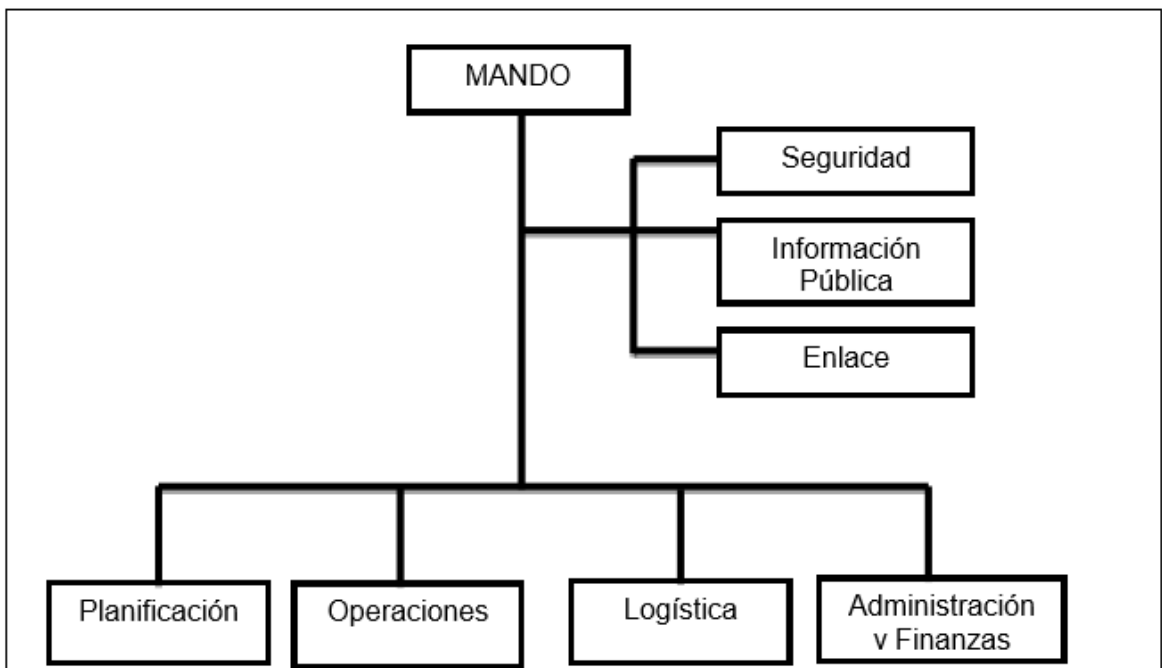 MANDO
Seguridad
Información
Pública
Enlace
Planificación
Operaciones
Logística
Administración
y Finanzas